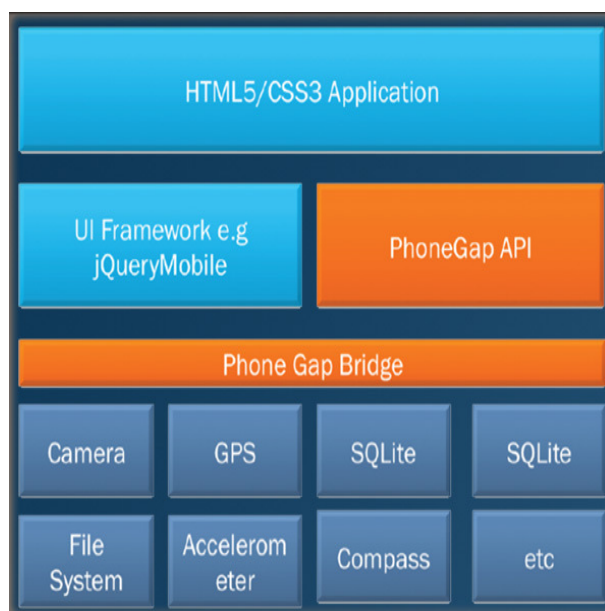 HTML5/CSS3 Application
UI Framework e.g
jQueryMobile
PhoneGap API
Phone Gap Bridge
Camera
GPS
SQLite
SQLite
File
System
Accelerom
eter
Compass
etc